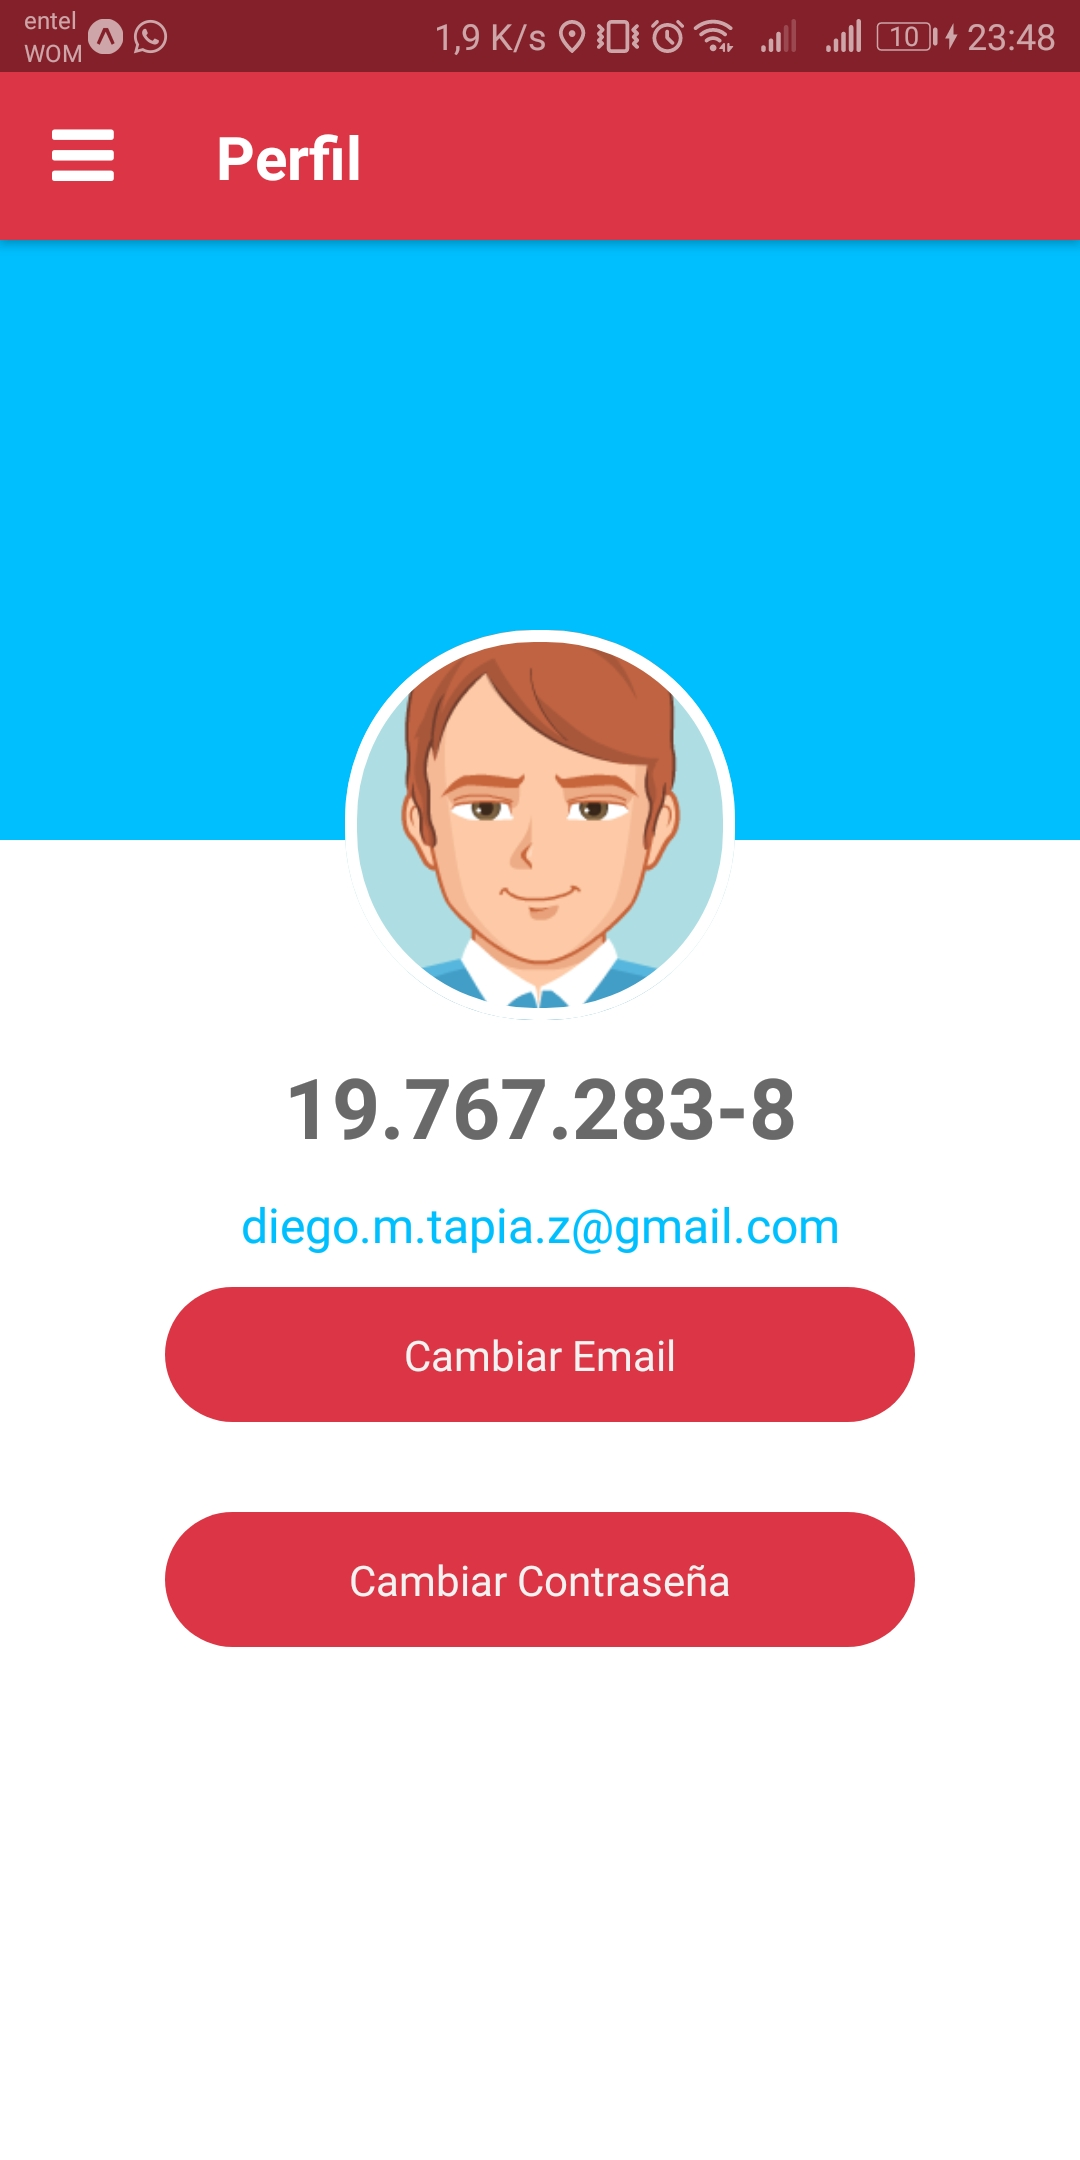 entel
WOM
1,9 K/s 10 23:48
Perfil
19.767.283-8
diego.m.tapia.z@gmail.com
Cambiar Email
Cambiar Contraseña